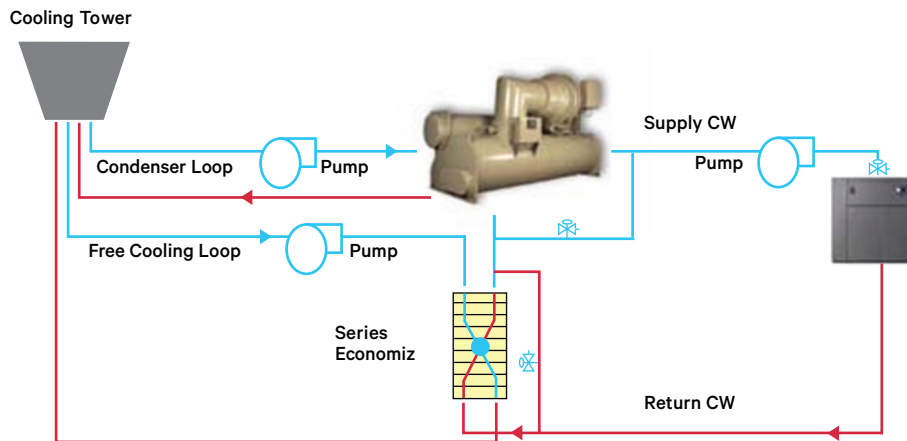 Cooling Tower
Supply CW
Condenser Loop
Pump
Pump
Free Cooling Loop
Pump
Series
Economiz
Return CW